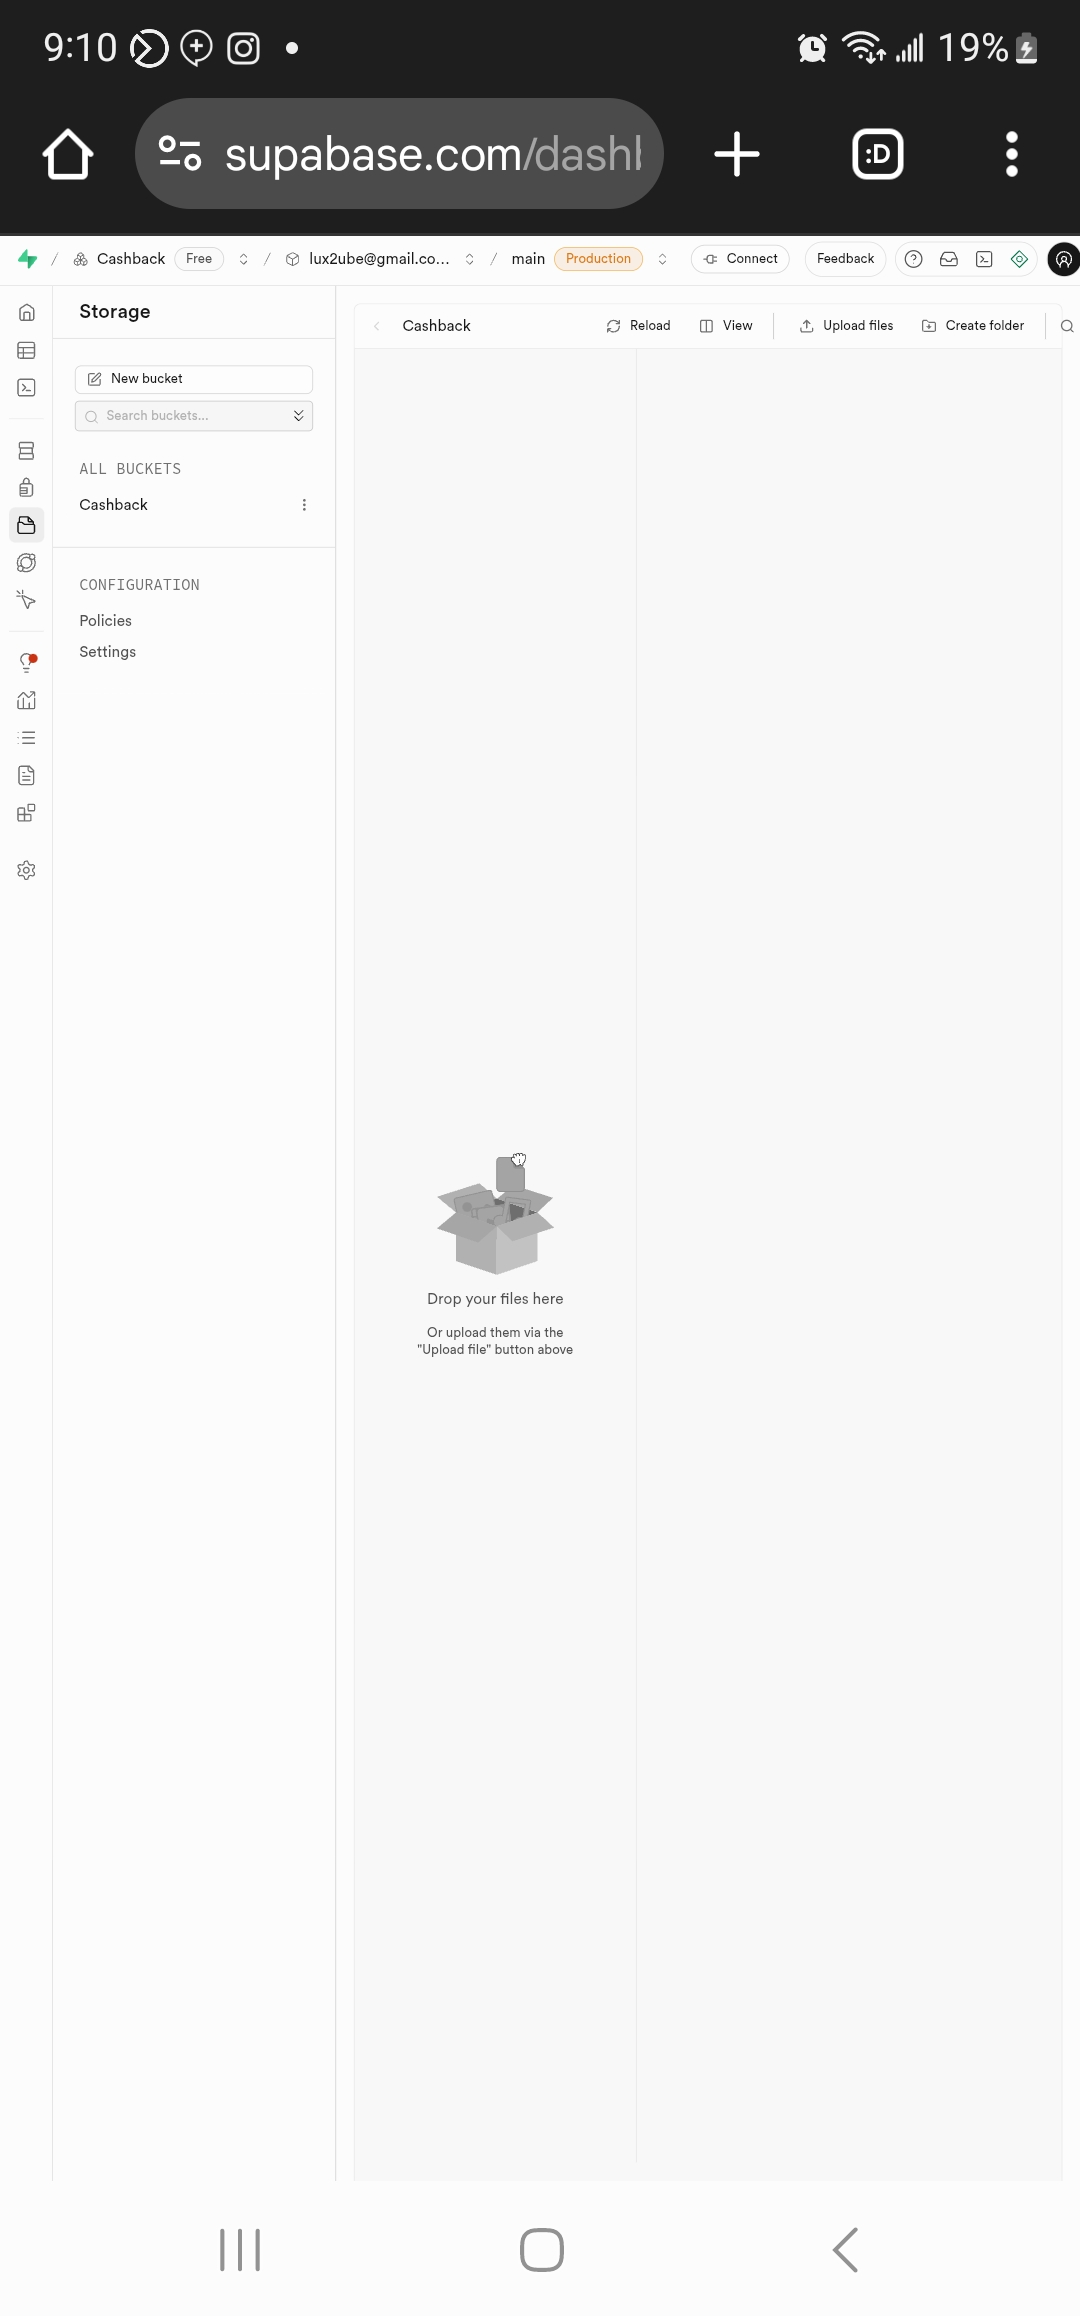 9:10
19%
supabase.com/dashb
:D
/ Cashback Free / lux2ube@gmail.co... / main Production Connect Feedback
Storage
Cashback Reload View Upload files Create folder
New bucket
Search buckets...
ALL BUCKETS
Cashback
CONFIGURATION
Policies
Settings
Drop your files here
Or upload them via the
"Upload file" button above